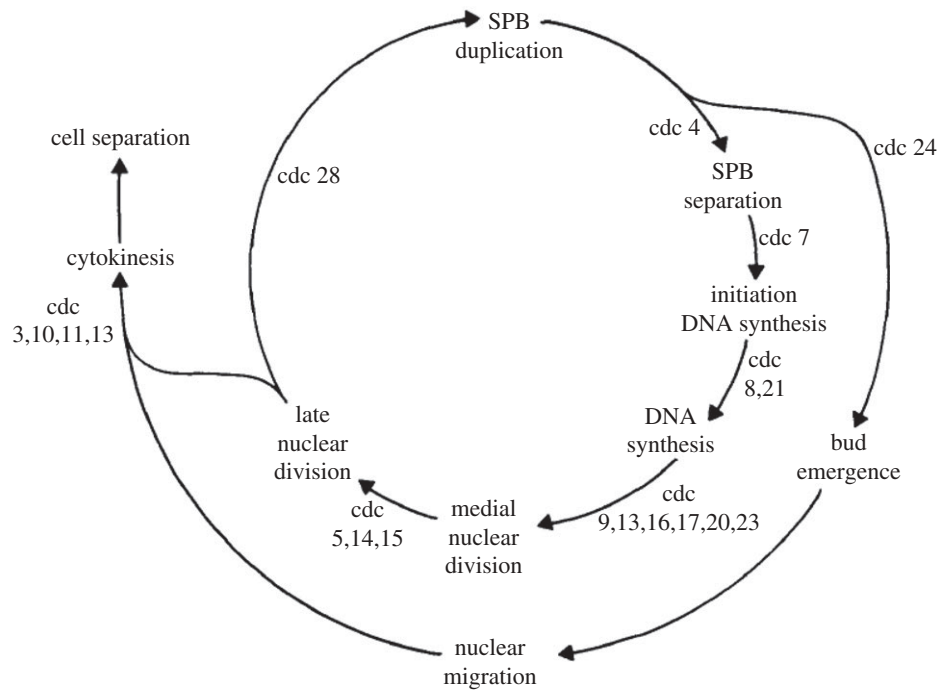 SPB
duplication
cdc 4
cdc 24
SPB
separation
cdc 7
initiation
DNA synthesis
cdc
8,21
DNA
synthesis
bud
emergence
cdc
9,13,16,17,20,23
medial
nuclear
division
cdc
5,14,15
late
nuclear
division
cdc 28
nuclear
migration
cdc
3,10,11,13
cytokinesis
cell separation